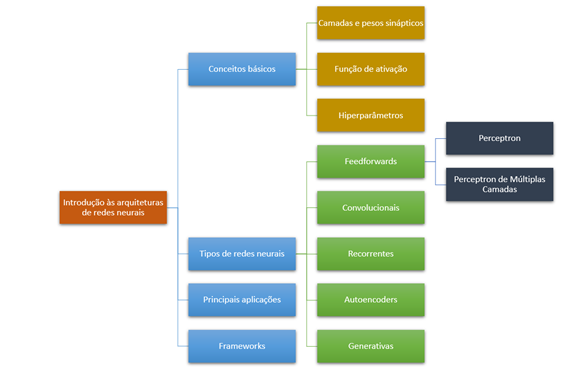 Introdução às arquiteturas
de redes neurais
Conceitos básicos
Camadas e pesos sinápticos
Função de ativação
Hiperparâmetros
Tipos de redes neurais
Feedforwards
Perceptron
Perceptron de Múltiplas
Camadas
Convolucionais
Recorrentes
Autoencoders
Generativas
Principais aplicações
Frameworks